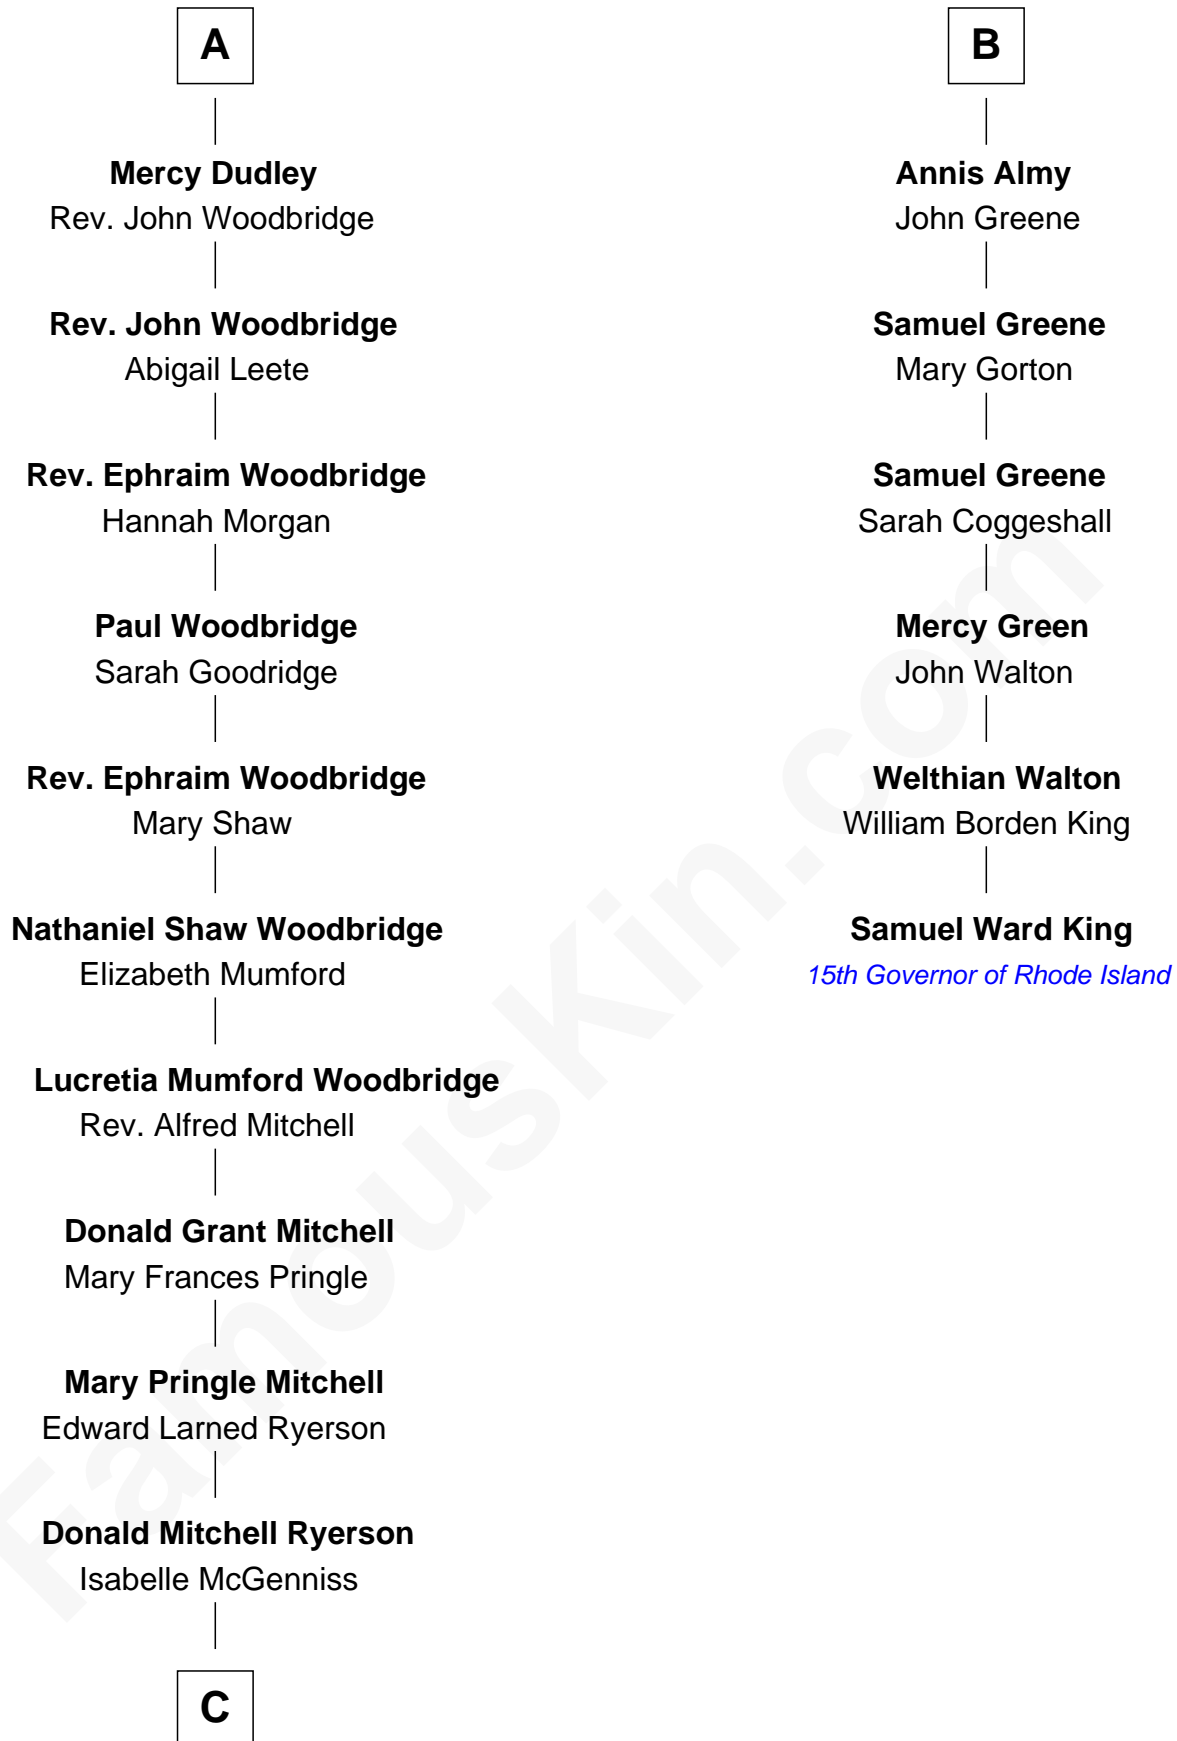 A
Mercy Dudley
Rev. John Woodbridge
Rev. John Woodbridge
Abigail Leete
Rev. Ephraim Woodbridge
Hannah Morgan
Paul Woodbridge
Sarah Goodridge
Rev. Ephraim Woodbridge
Mary Shaw
Nathaniel Shaw Woodbridge
Elizabeth Mumford
Lucretia Mumford Woodbridge
Rev. Alfred Mitchell
Donald Grant Mitchell
Mary Frances Pringle
Mary Pringle Mitchell
Edward Larned Ryerson
Donald Mitchell Ryerson
Isabelle McGenniss
C
B
Annis Almy
John Greene
Samuel Greene
Mary Gorton
Samuel Greene
Sarah Coggeshall
Mercy Green
John Walton
Welthian Walton
William Borden King
Samuel Ward King
15th Governor of Rhode Island
FamousKin.com